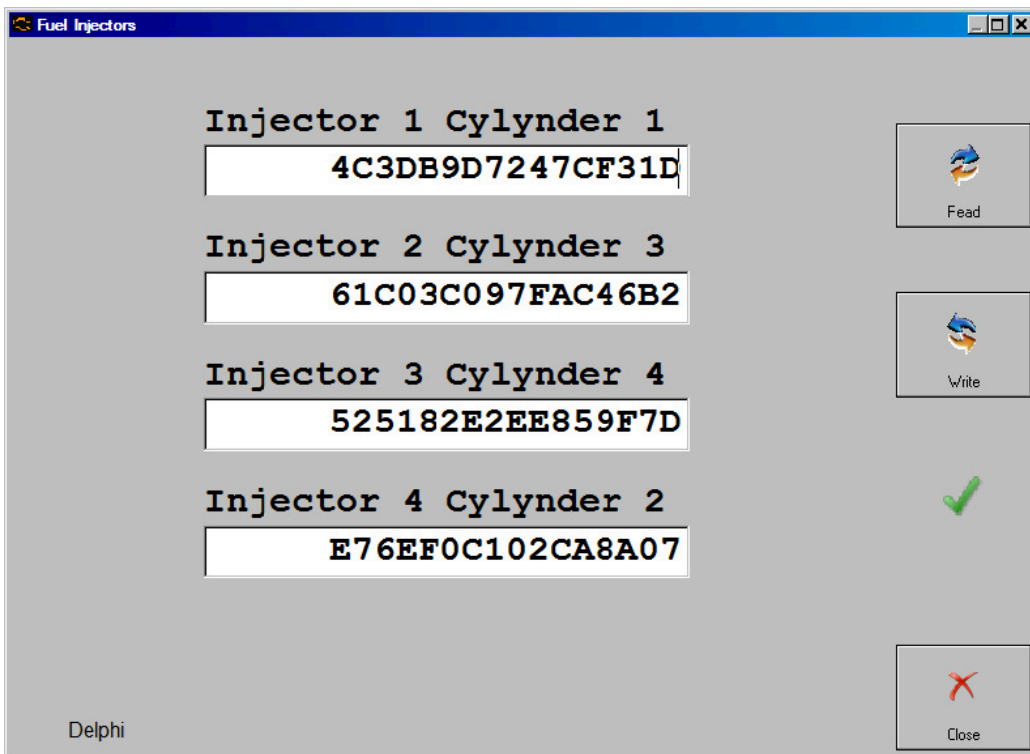 Fuel Injectors
Injector 1 Cylynder 1
4C3DB9D7247CF31D
Fead
Injector 2 Cylynder 3
61C03C097FAC46B2
Write
Injector 3 Cylynder 4
525182E2EE859F7D
Injector 4 Cylynder 2
E76EF0C102CA8A07
Delphi
Close